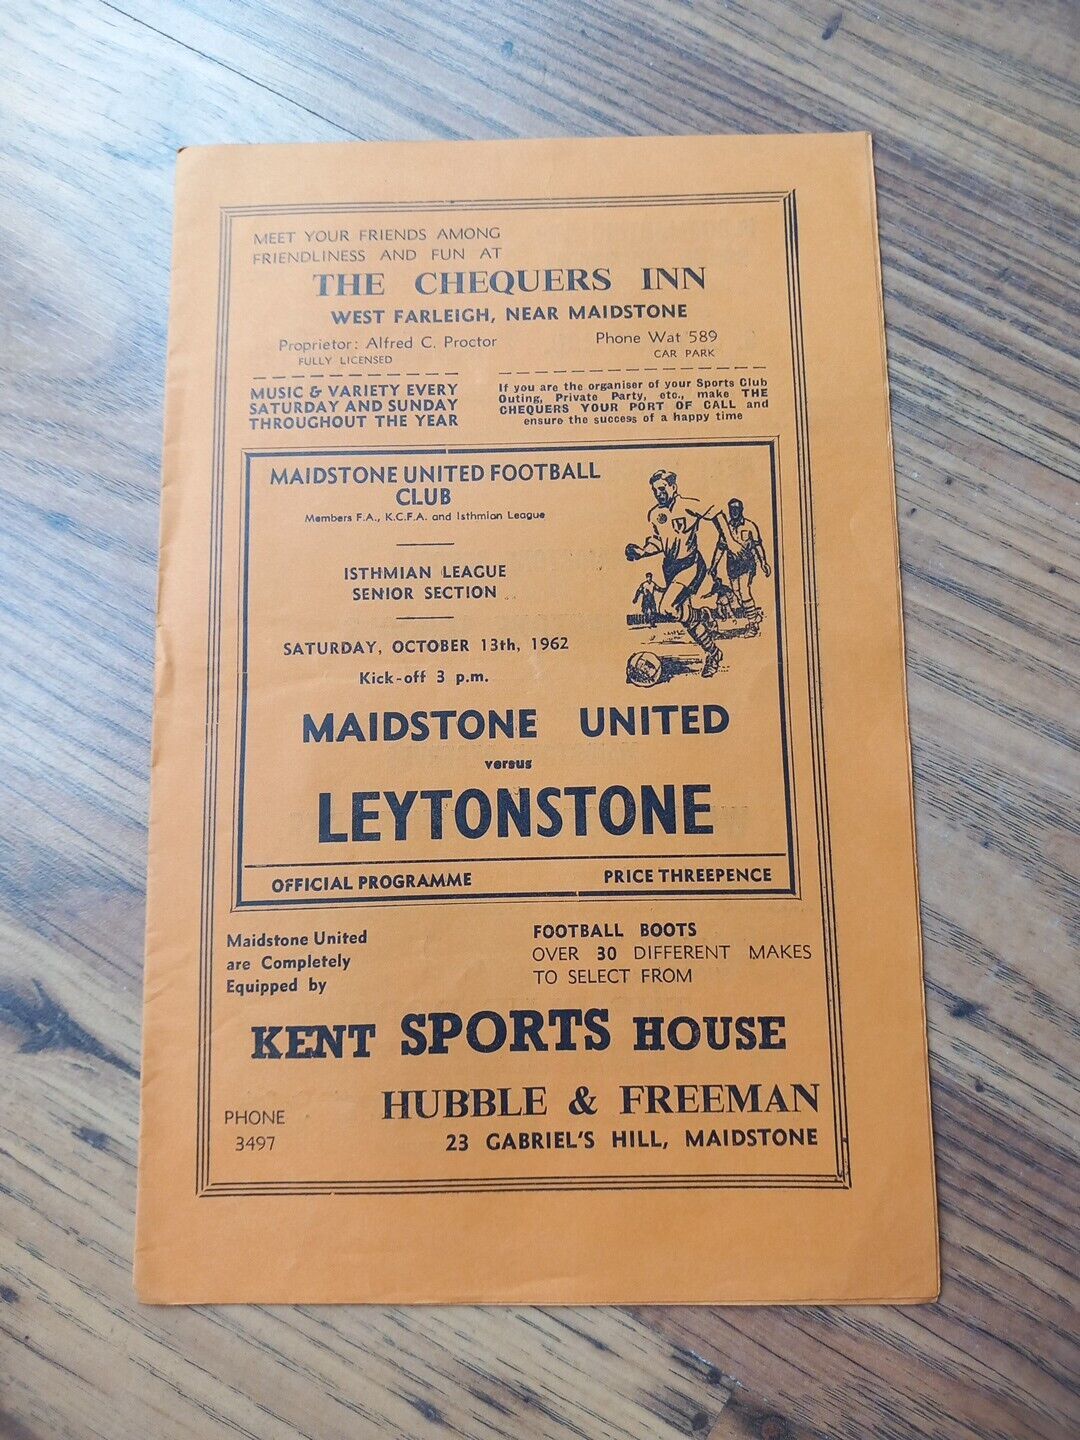 MEET YOUR FRIENDS AMONG
FRIENDLINESS AND FUN AT
THE CHEQUERS INN
WEST FARLEIGH, NEAR MAIDSTONE
Proprietor: Alfred C. Proctor
FULLY LICENSED
Phone Wat 589
CAR PARK
MUSIC & VARIETY EVERY
SATURDAY AND SUNDAY
THROUGHOUT THE YEAR
If you are the organiser of your Sports Club
Outing, Private Party, etc., make THE
CHEQUERS YOUR PORT OF CALL and
ensure the success of a happy time
MAIDSTONE UNITED FOOTBALL
CLUB
Members F.A., K.C.F.A. and Isthmian League
ISTHMIAN LEAGUE
SENIOR SECTION
SATURDAY, OCTOBER 13th, 1962
Kick-off 3 p.m.
MAIDSTONE UNITED
versus
LEYTONSTONE
OFFICIAL PROGRAMME
PRICE THREEPENCE
Maidstone United
are Completely
Equipped by
FOOTBALL BOOTS
OVER 30 DIFFERENT MAKES
TO SELECT FROM
KENT SPORTS HOUSE
HUBBLE & FREEMAN
PHONE
3497
23 GABRIEL'S HILL, MAIDSTONE